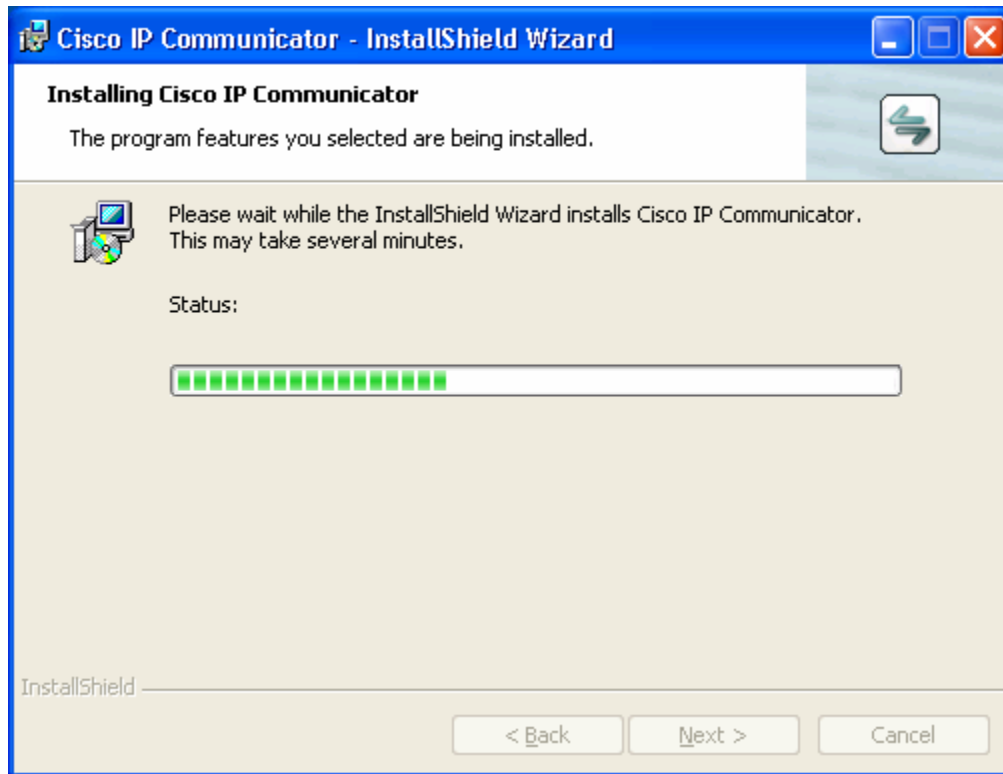 Cisco IP Communicator - InstallShield Wizard
Installing Cisco IP Communicator
The program features you selected are being installed.
Please wait while the InstallShield Wizard installs Cisco IP Communicator.
This may take several minutes.
Status:
InstallShield
< Back
Next >
Cancel